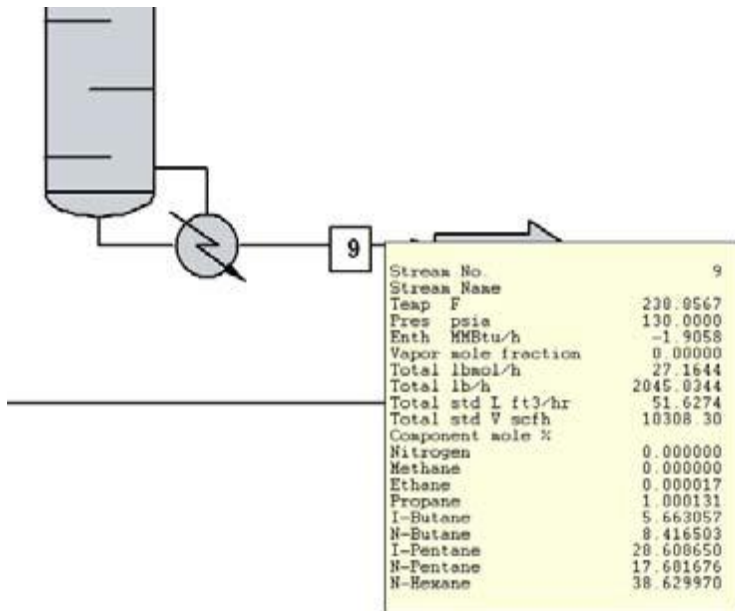 9
Stream No. 9
Stream Name
Temp F 238.8567
Pres psia 130.0000
Enth MMBtu/h -1.9058
Vapor mole fraction 0.00000
Total lbmol/h 27.1644
Total lb/h 2045.8344
Total std L ft3/hr 51.6274
Total std V scfh 10308.30
Component mole %
Nitrogen 0.000000
Methane 0.000000
Ethane 0.000017
Propane 1.000131
I-Butane 5.663057
N-Butane 8.416503
I-Pentane 28.608650
N-Pentane 17.681676
N-Hexane 38.629970